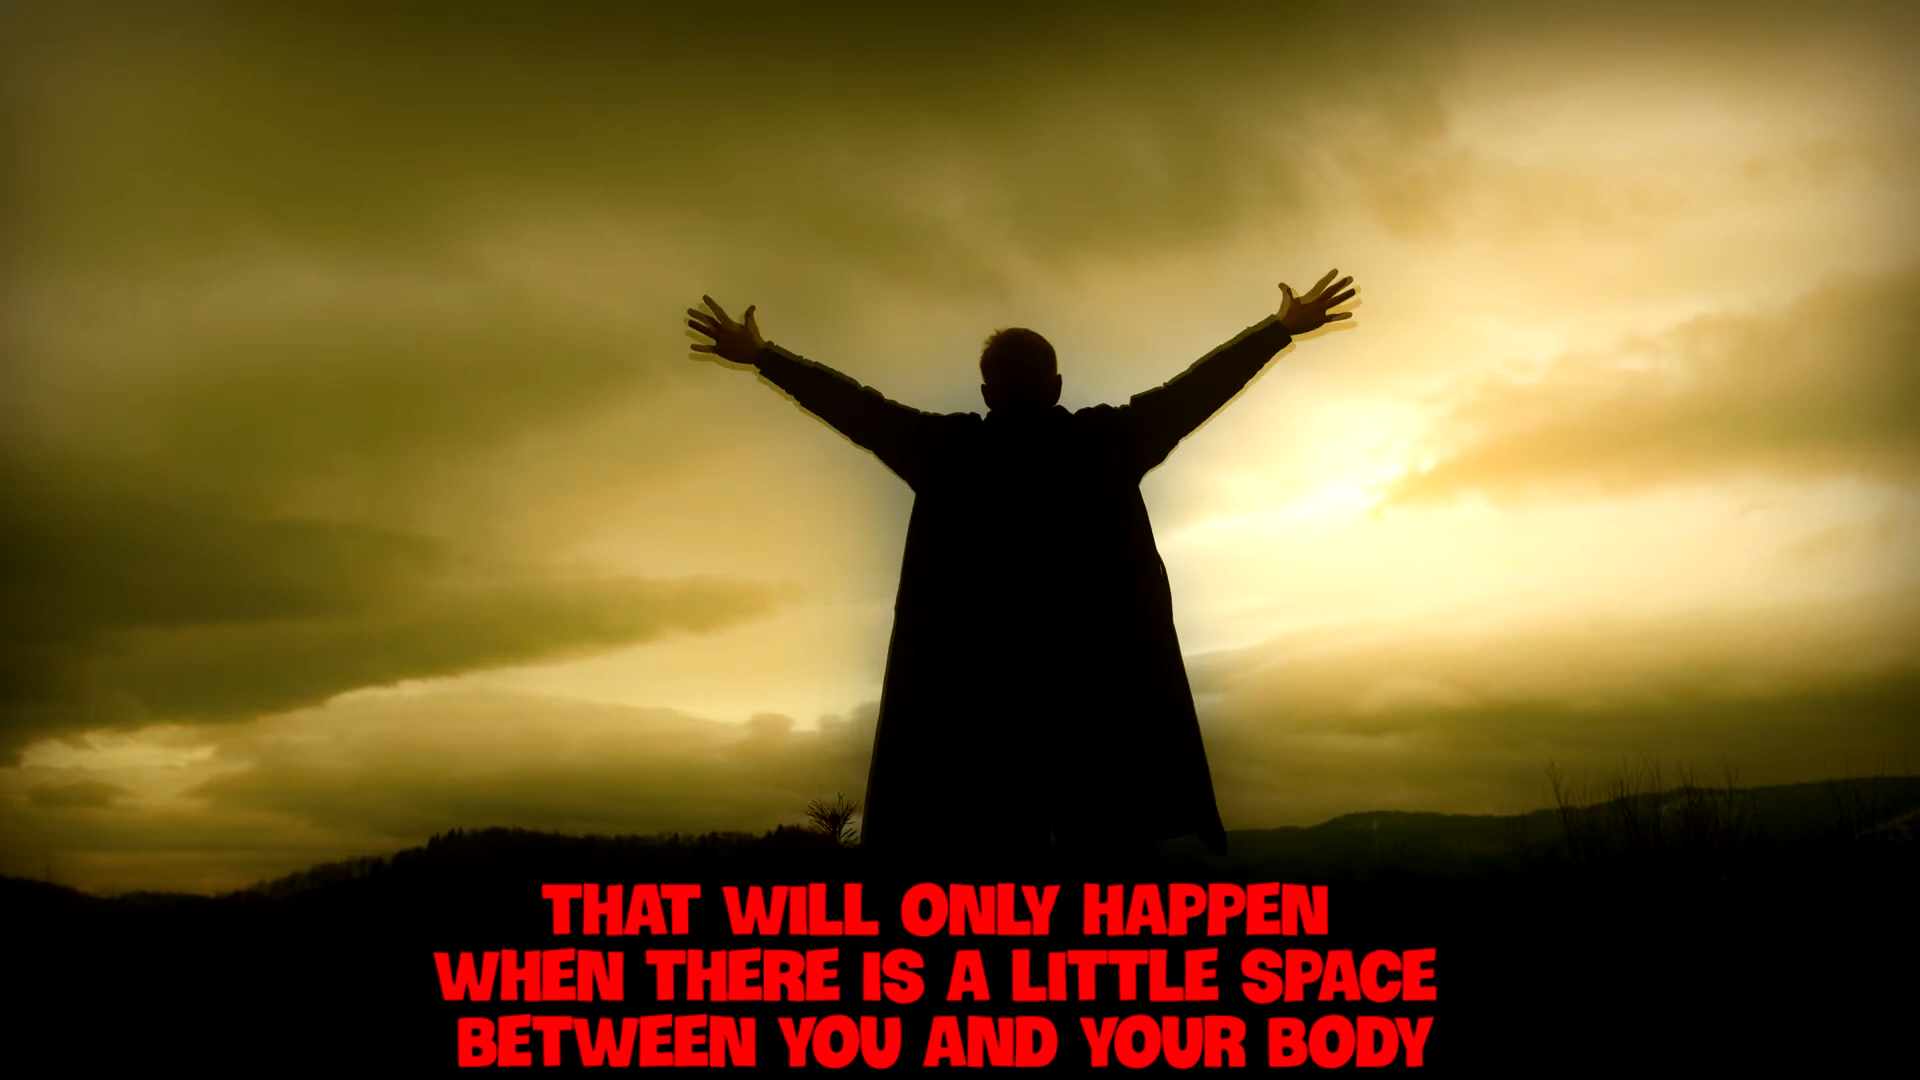 THAT WILL ONLY HAPPEN
WHEN THERE IS A LITTLE SPACE
BETWEEN YOU AND YOUR BODY